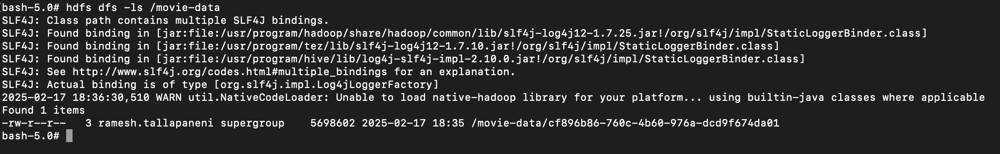 [bash-5.0# hdfs dfs -ls /movie-data
SLF4J: Class path contains multiple SLF4J bindings.
SLF4J: Found binding in [jar:file:/usr/program/hadoop/share/hadoop/common/lib/slf4j-log4j12-1.7.25.jar!/org/slf4j/impl/StaticLoggerBinder.class]
SLF4J: Found binding in [jar:file:/usr/program/tez/lib/slf4j-log4j12-1.7.10.jar!/org/slf4j/impl/StaticLoggerBinder.class]
SLF4J: Found binding in [jar:file:/usr/program/hive/lib/log4j-slf4j-impl-2.10.0.jar!/org/slf4j/impl/StaticLoggerBinder.class]
SLF4J: See http://www.slf4j.org/codes.html#multiple_bindings for an explanation.
SLF4J: Actual binding is of type [org.slf4j.impl.Log4jLoggerFactory]
2025-02-17 18:36:30,510 WARN util.NativeCodeLoader: Unable to load native-hadoop library for your platform... using builtin-java classes where applicable
Found 1 items
-rw-r--r--   3 ramesh.tallapaneni supergroup    5698602 2025-02-17 18:35 /movie-data/cf896b86-760c-4b60-976a-dcd9f674da01
bash-5.0#